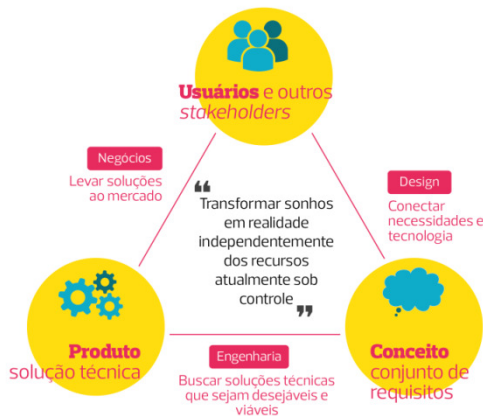 Usuários e outros
stakeholders
Negócios
Levar soluções
ao mercado
Design
Conectar
necessidades e
tecnologia
“
Transformar sonhos
em realidade
independentemente
dos recursos
atualmente sob
controle
”
Produto
solução técnica
Engenharia
Buscar soluções técnicas
que sejam desejáveis e
viáveis
Conceito
conjunto de
requisitos